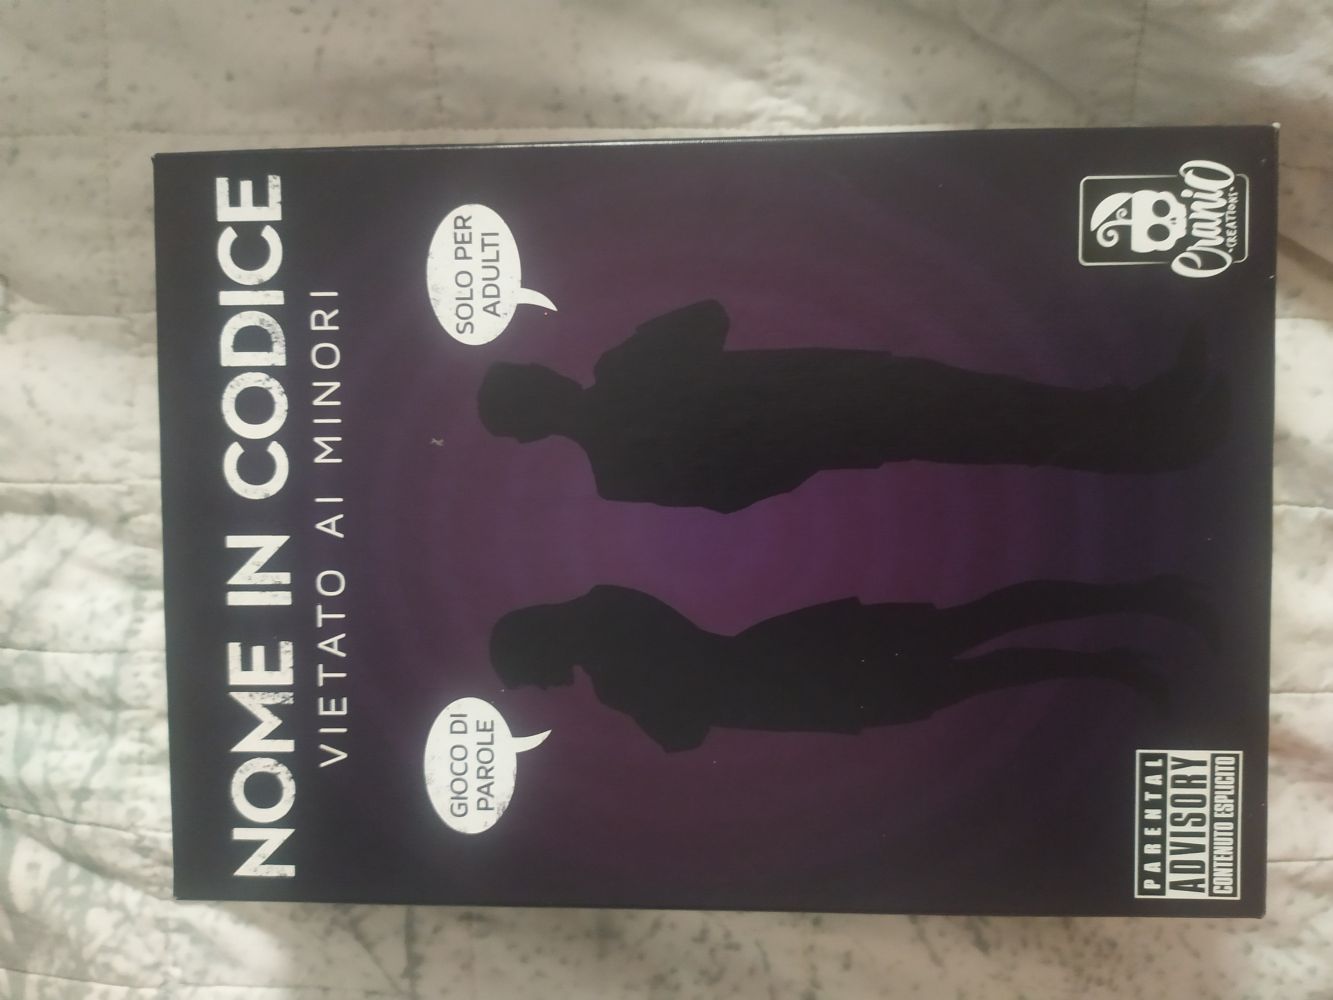 NOME IN CODICE
VIETATO AI MINORI
GIOCO DI
PAROLE
SOLO PER
ADULTI
PARENTAL
ADVISORY
CONTENUTO ESPLICITO
CraniO
•CREATIONS•